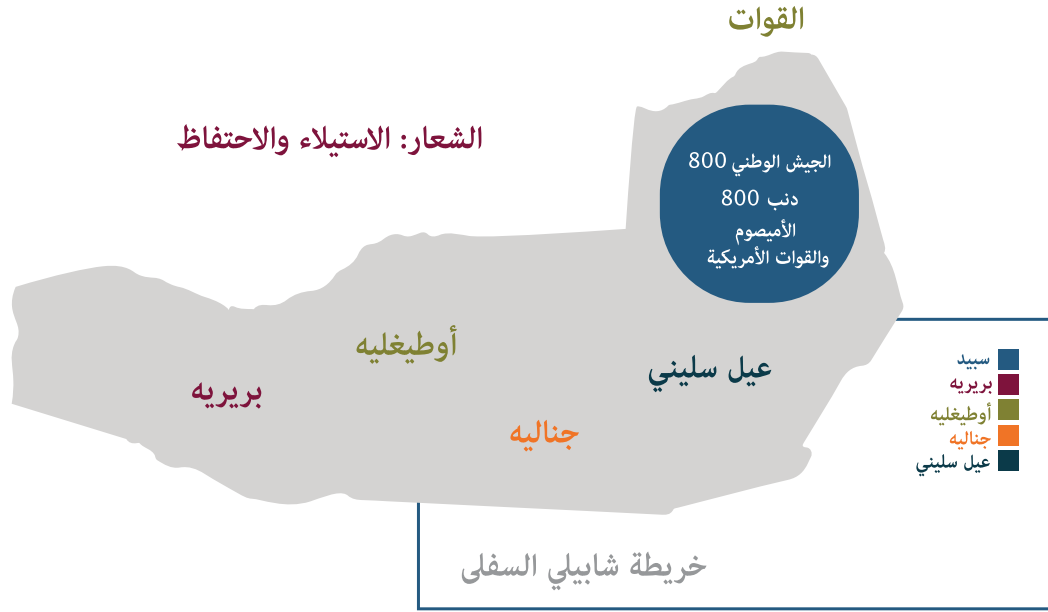 القوات
الشعار: الاستيلاء والاحتفاظ
الجيش الوطني 800
دنب 800
الأميصوم
والقوات الأمريكية
أوطيغليه
عيل سليني
بريريه
جناليه
سبيد
بريريه
أوطيغليه
جناليه
عيل سليني
خريطة شابيلي السفلى